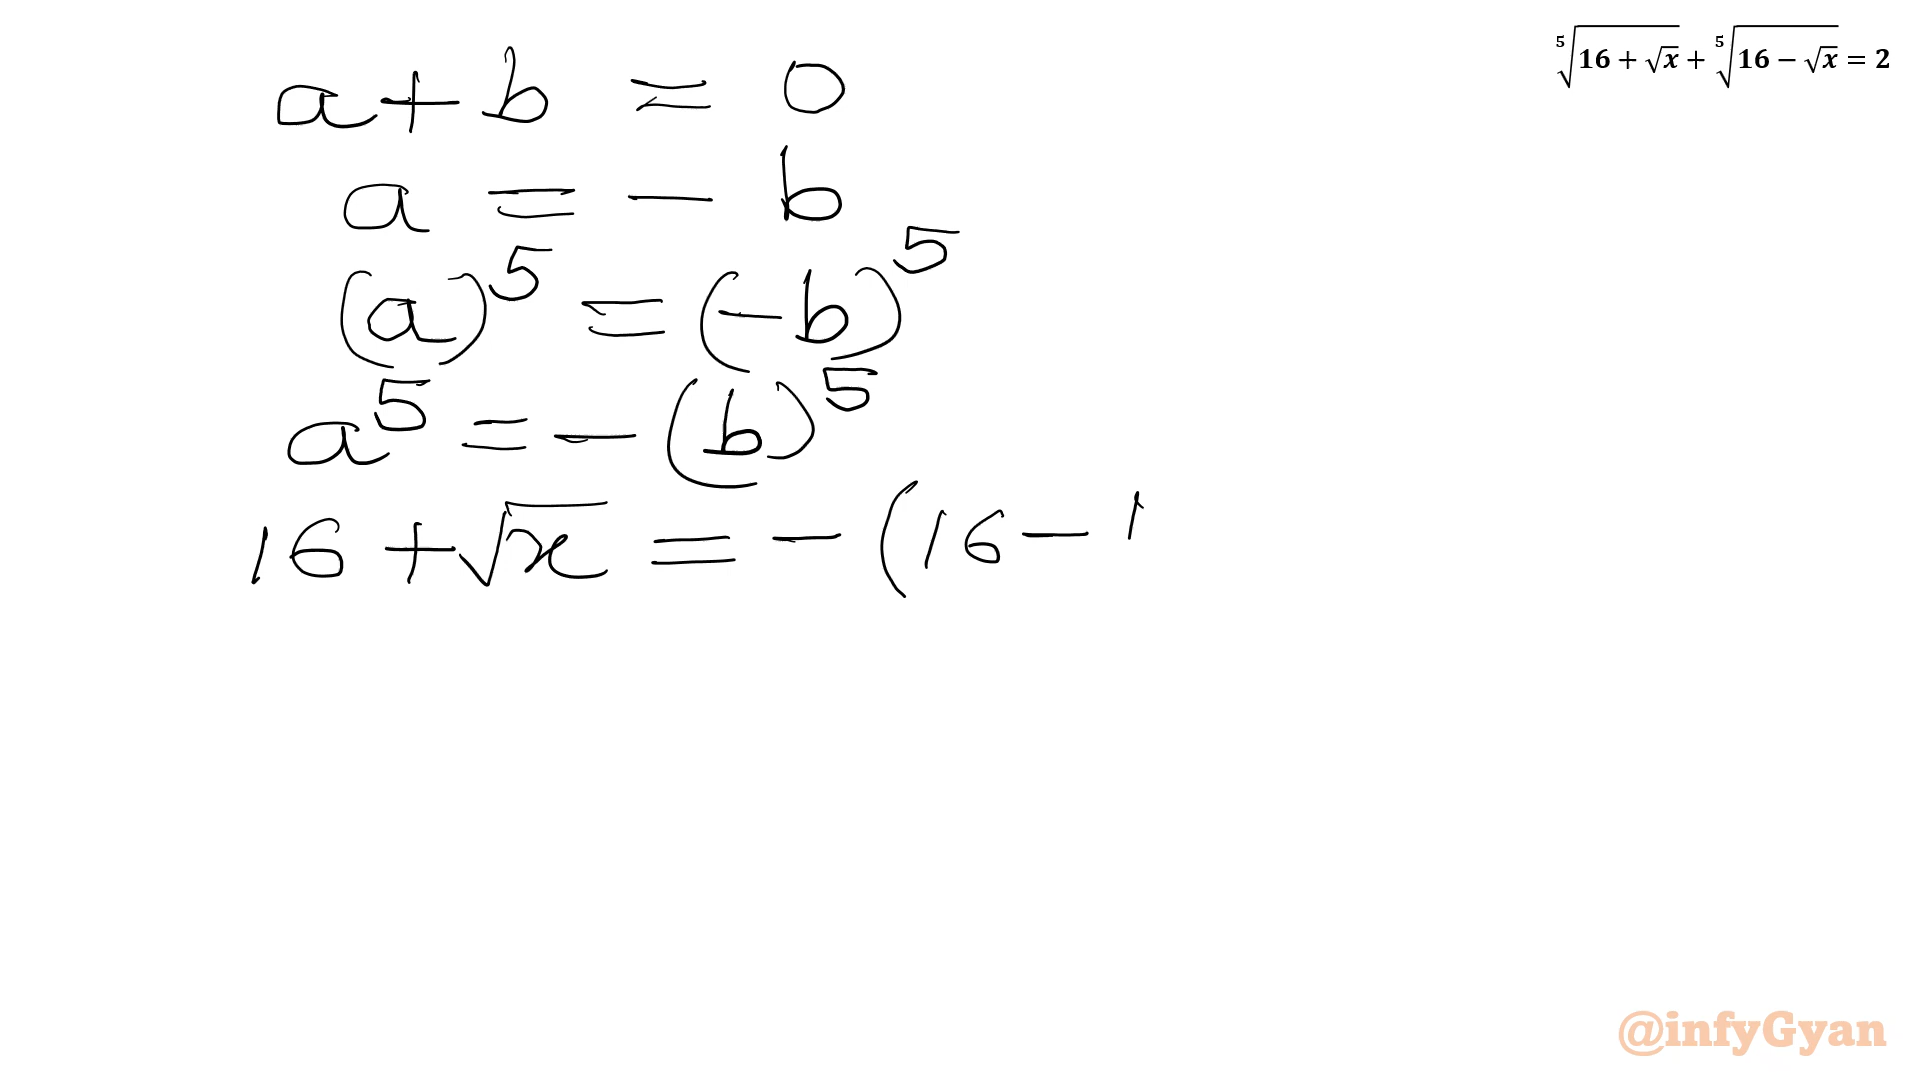 a + b = 0
⁵√(16 + √x) + ⁵√(16 − √x) = 2
a = − b
(a)⁵ = (−b)⁵
a⁵ = − (b)⁵
16 + √x = − (16 −
@infyGyan